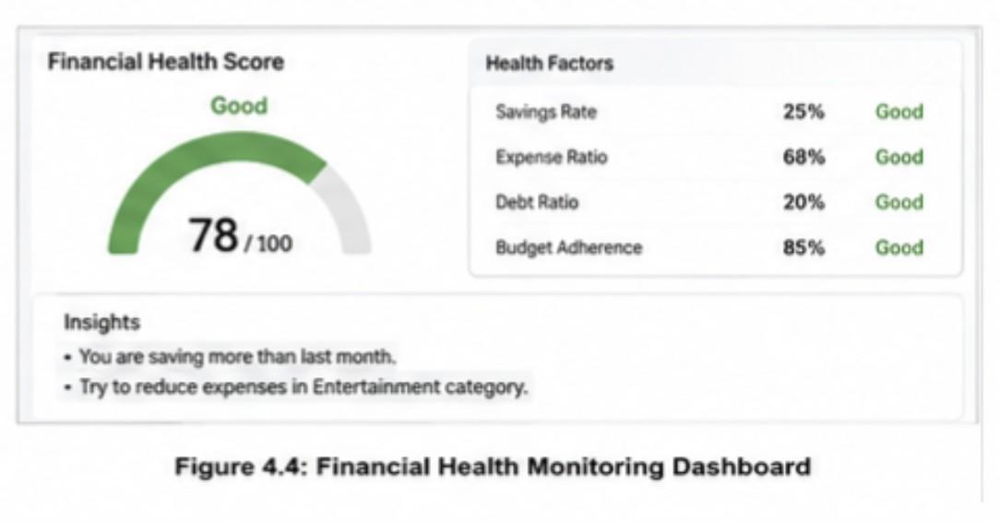 Financial Health Score
Good
78 / 100
Health Factors
Savings Rate 25% Good
Expense Ratio 68% Good
Debt Ratio 20% Good
Budget Adherence 85% Good
Insights
• You are saving more than last month.
• Try to reduce expenses in Entertainment category.
Figure 4.4: Financial Health Monitoring Dashboard